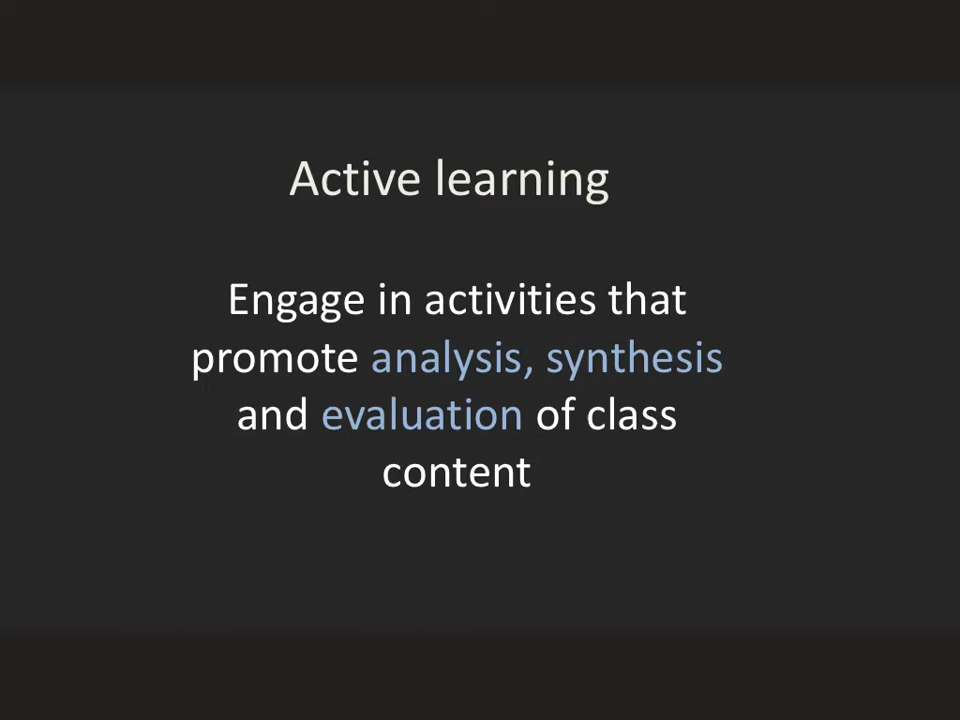 Active learning
Engage in activities that
promote analysis, synthesis
and evaluation of class
content